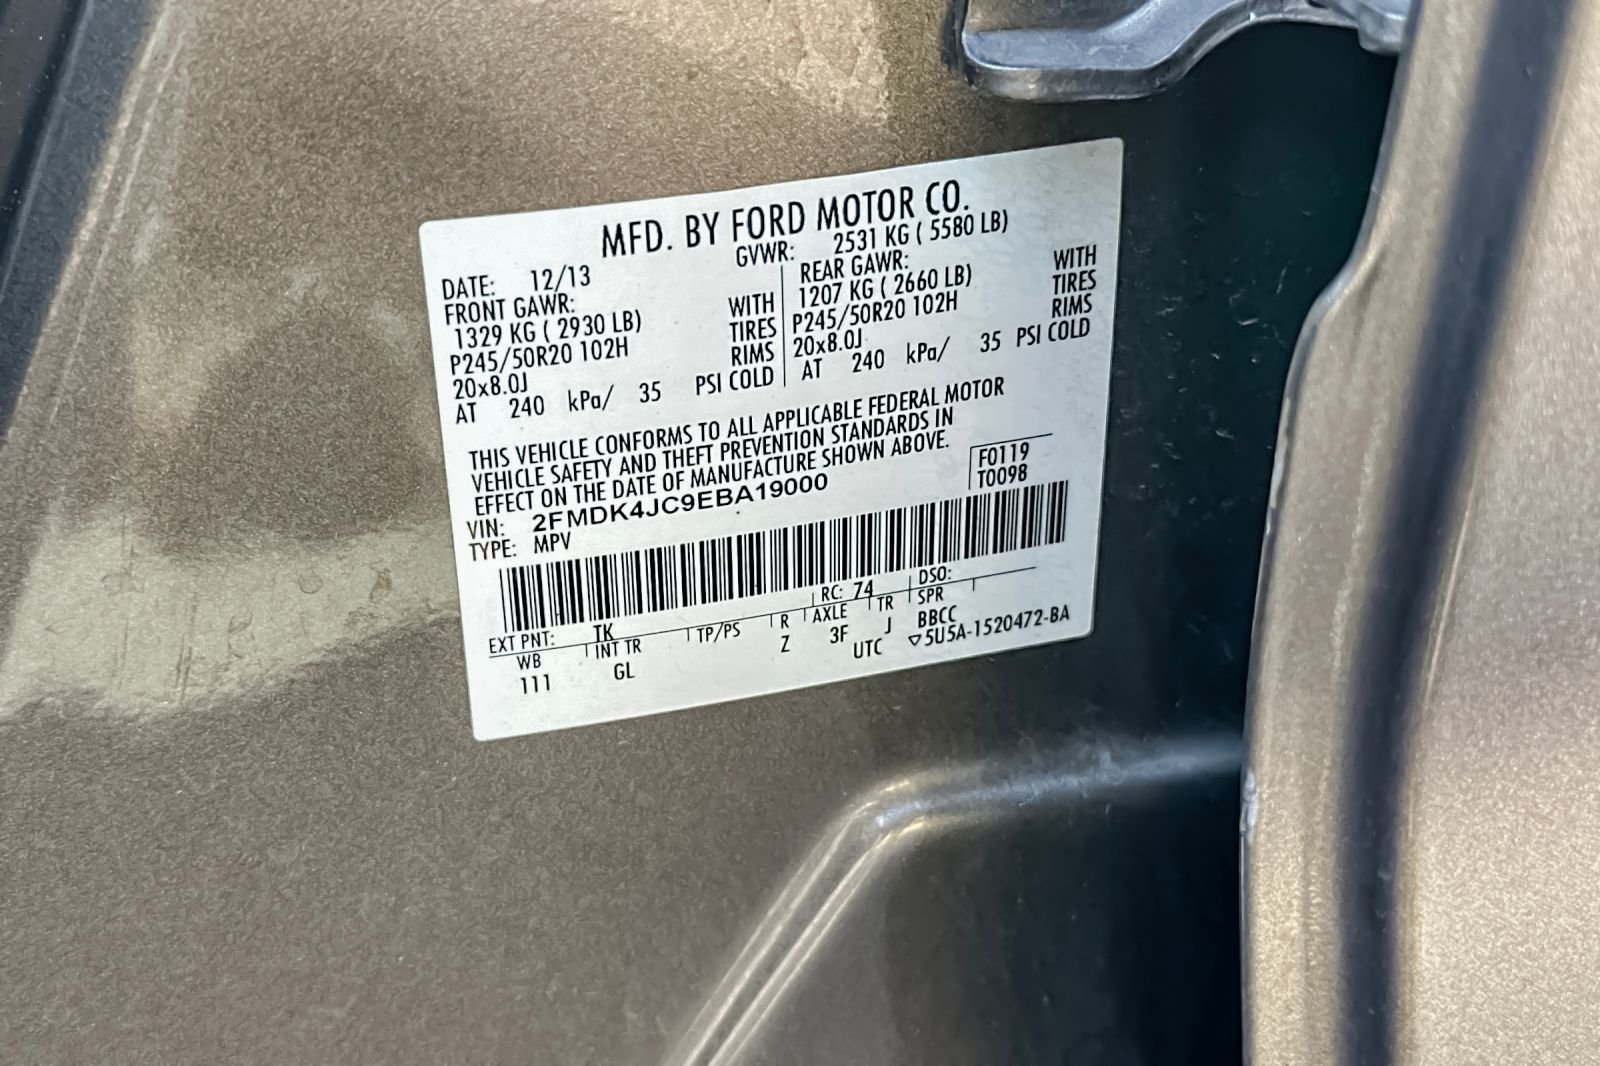 MFD. BY FORD MOTOR CO.
DATE: 12/13
GVWR: 2531 KG ( 5580 LB)
FRONT GAWR:
1329 KG ( 2930 LB) WITH
P245/50R20 102H TIRES
20x8.0J RIMS
AT 240 kPa/ 35 PSI COLD
REAR GAWR:
1207 KG ( 2660 LB) WITH
P245/50R20 102H TIRES
20x8.0J RIMS
AT 240 kPa/ 35 PSI COLD
THIS VEHICLE CONFORMS TO ALL APPLICABLE FEDERAL MOTOR
VEHICLE SAFETY AND THEFT PREVENTION STANDARDS IN
EFFECT ON THE DATE OF MANUFACTURE SHOWN ABOVE.
F0119
T0098
VIN: 2FMDK4JC9EBA19000
TYPE: MPV
EXT PNT: TK RC: 74 DSO:
WB INT TR TP/PS R AXLE TR SPR
111 GL Z 3F J BBCC
UTC ▽5U5A-1520472-BA